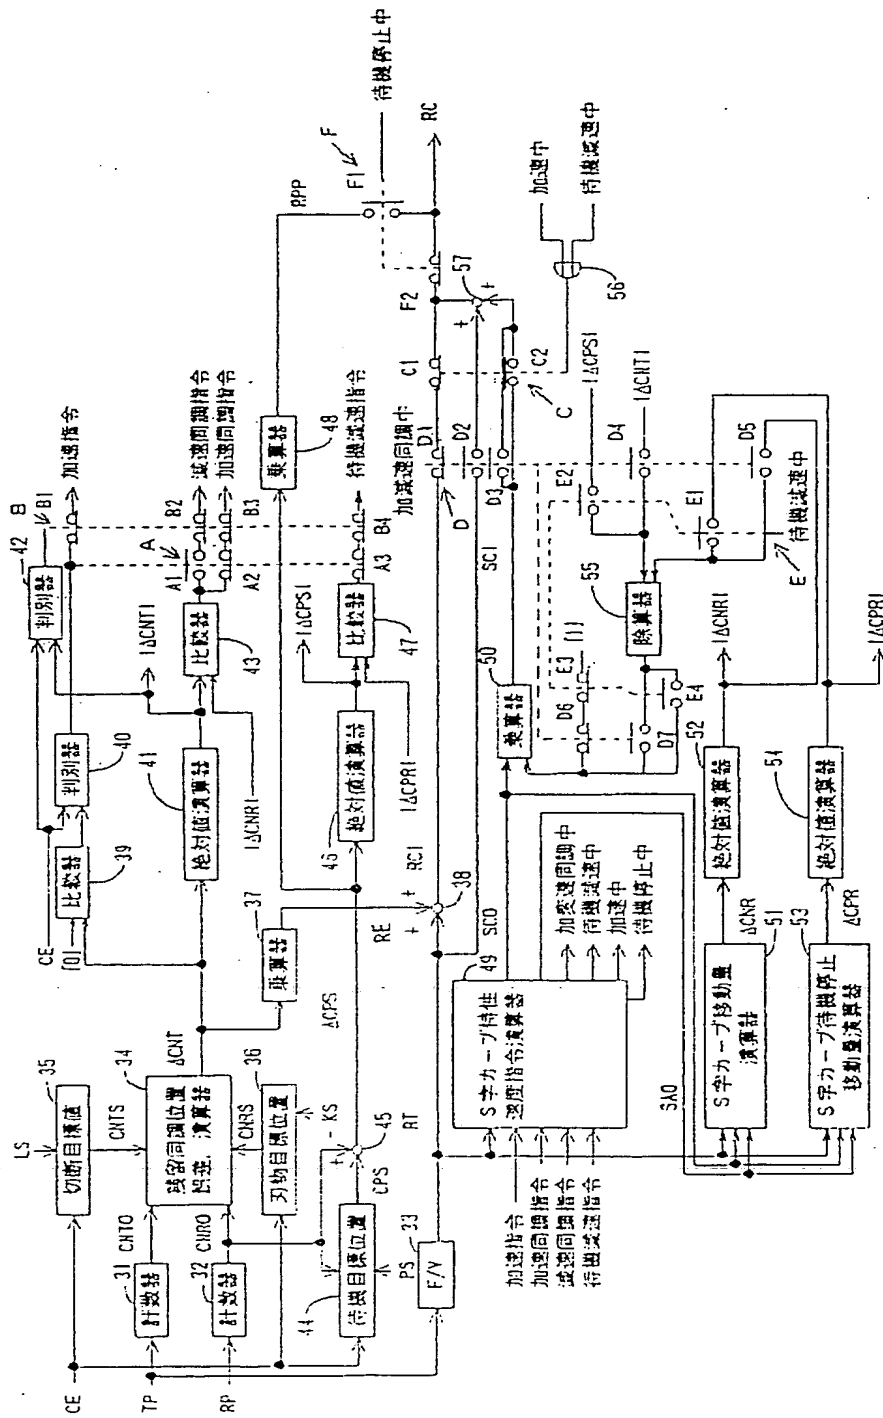 LS
35
切断目標値
CNTS
CE
TP
RP
31
計数器
CNT0
32
計数器
CNR0
34
残留同調位置
誤差，演算器
ΔCNT
CNRS
36
刃物目標位置
44
待機目標位置
CPS
KS
-
+
45
ΔCPS
33
F/V
PS
RT
CE
[0]
39
比較器
40
判別器
42
判別器
B
B1
加速指令
41
絶対値演算器
|ΔCNT|
|ΔCNR|
43
比較器
A
A1
A2
B2
B3
減速同調指令
加速同調指令
37
乗算器
RE
+
+
38
RC1
46
絶対値演算器
|ΔCPS|
|ΔCPR|
47
比較器
A3
B4
待機減速指令
48
乗算器
RPP
F1
F
待機停止中
F2
RC
加減速同調中
D1
D
D2
D3
C1
C2
C
57
+
+
56
加速中
待機減速中
加速指令
加速同調指令
減速同調指令
待機減速指令
49
S字カーブ特性
速度指令演算器
SC0
SA0
加変速同調中
待機減速中
加速中
待機停止中
50
乗算器
SC1
[1]
E3
D6
D7
E4
55
除算器
E2
|ΔCPS|
D4
|ΔCNT|
E1
D5
E
待機減速中
51
S字カーブ移動量
演算器
ΔCNR
52
絶対値演算器
|ΔCNR|
53
S字カーブ待機停止
移動量演算器
ΔCPR
54
絶対値演算器
|ΔCPR|